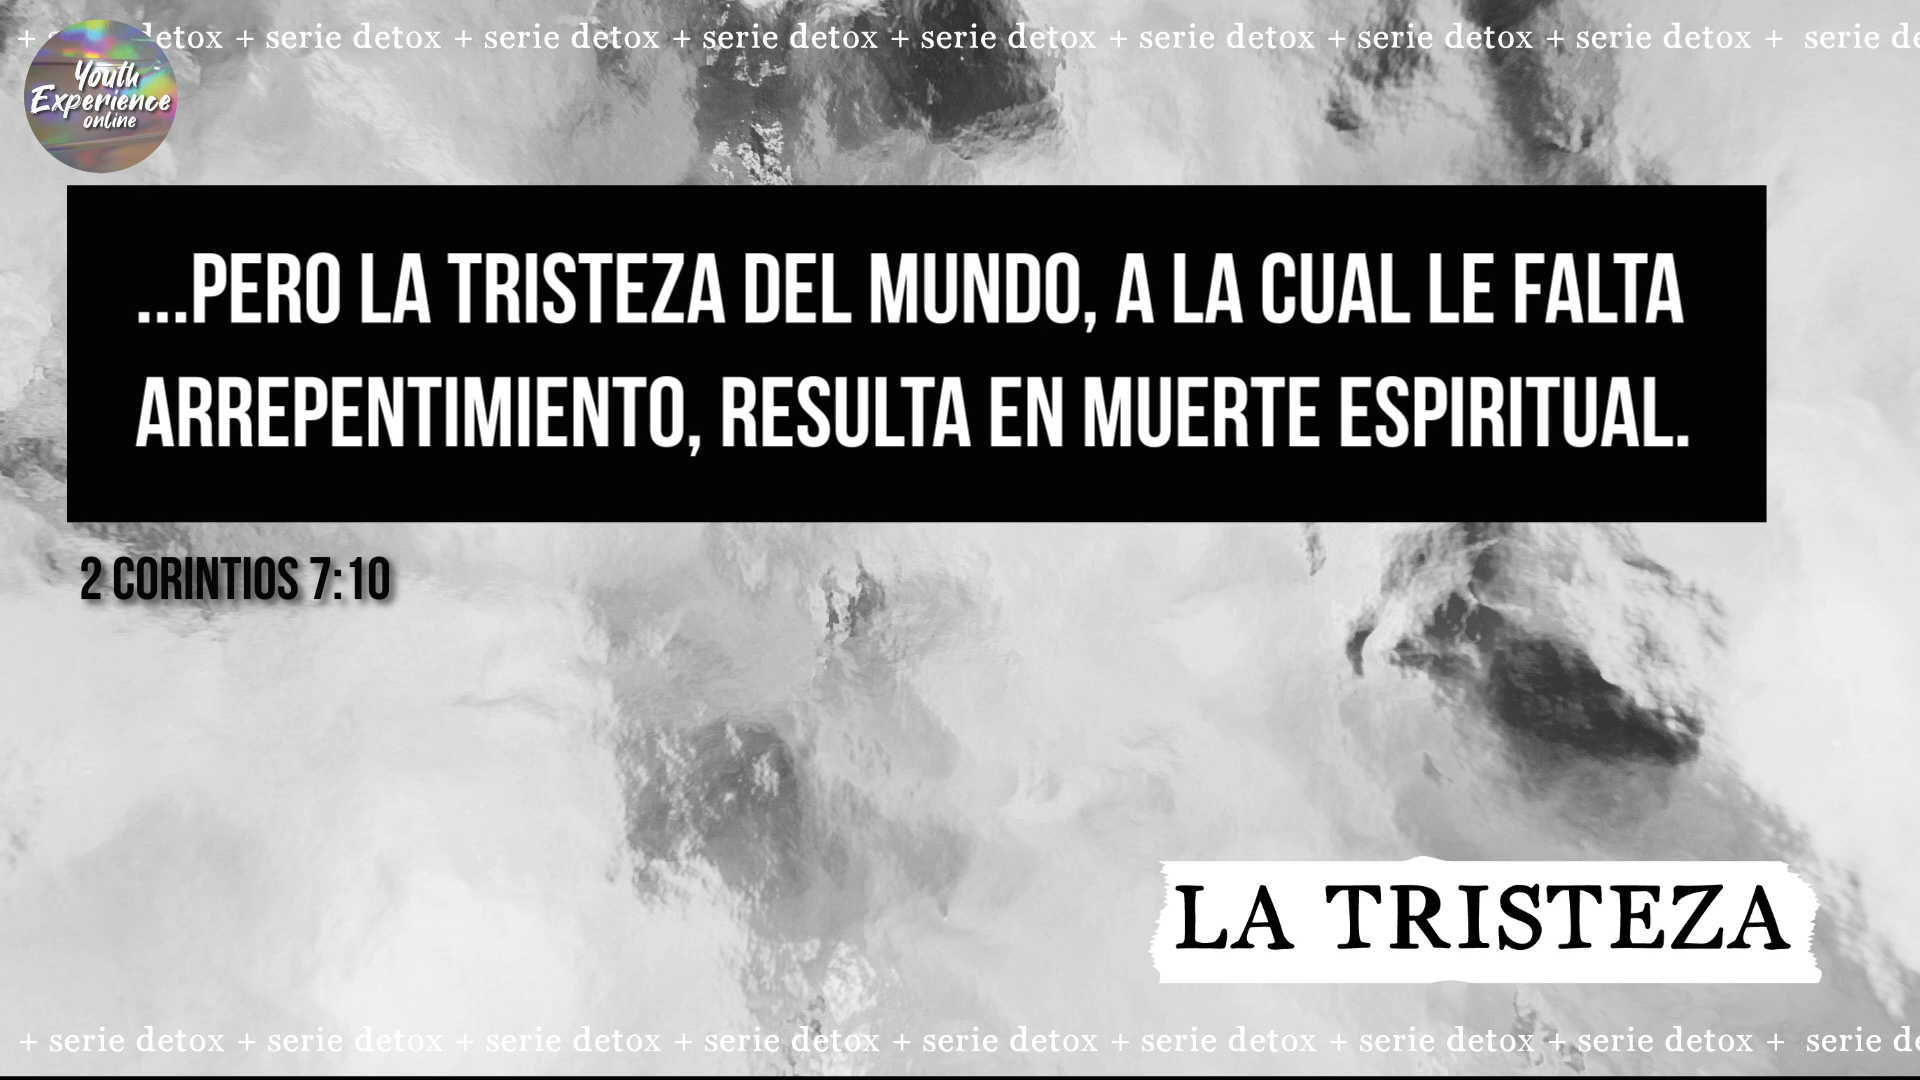 + serie detox + serie detox + serie detox + serie detox + serie detox + serie detox + serie detox + serie
Youth
Experience
online
...PERO LA TRISTEZA DEL MUNDO, A LA CUAL LE FALTA
ARREPENTIMIENTO, RESULTA EN MUERTE ESPIRITUAL.
2 CORINTIOS 7:10
LA TRISTEZA
+ serie detox + serie detox + serie detox + serie detox + serie detox + serie detox + serie detox + serie detox + serie de